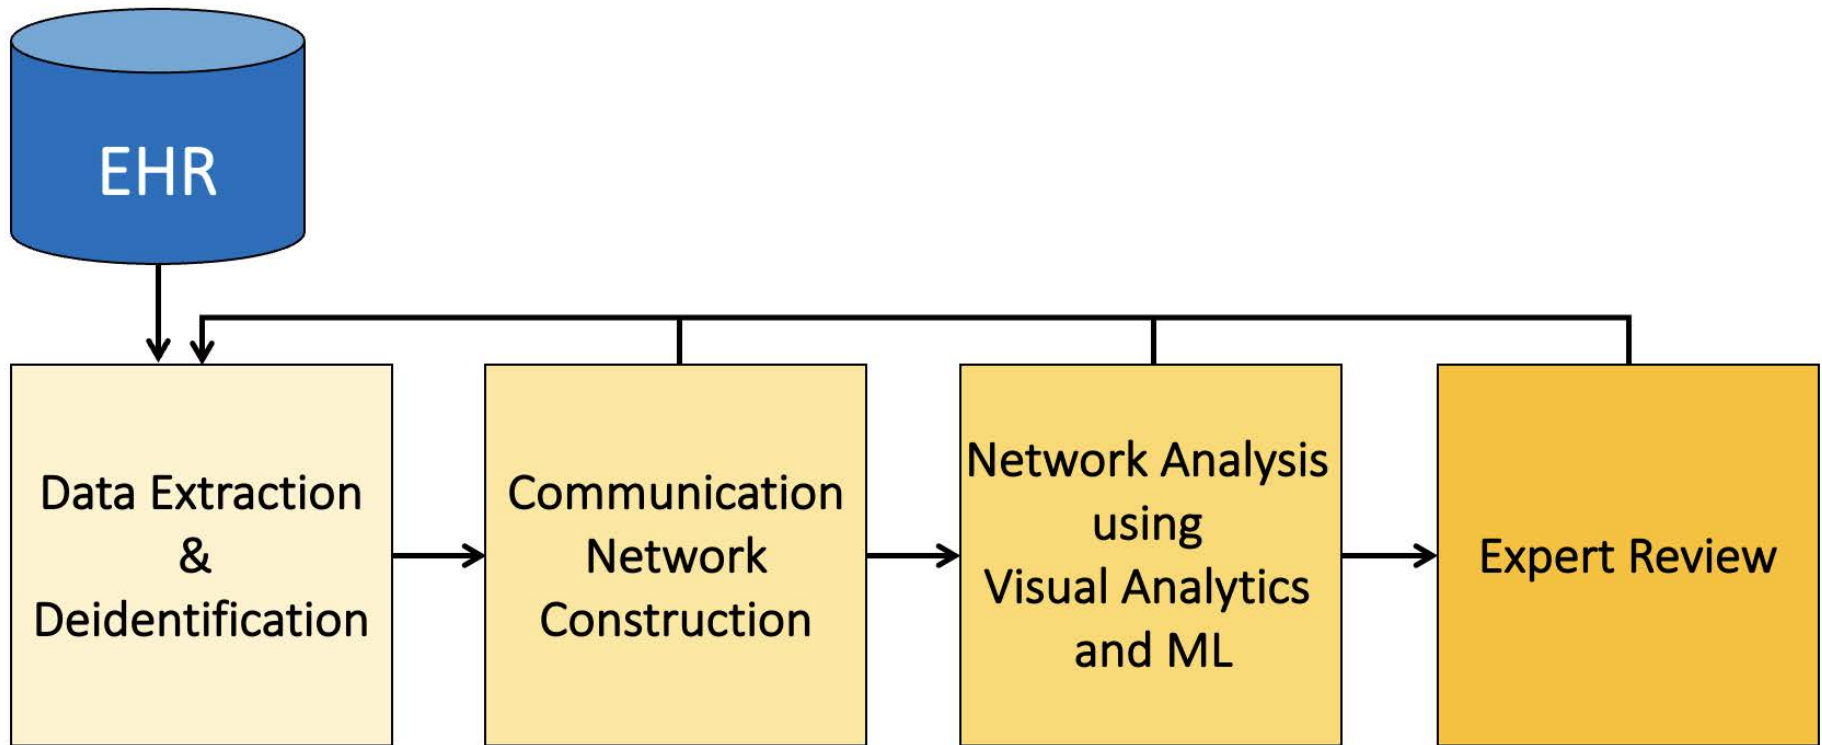 EHR
Data Extraction
&
Deidentification
Communication
Network
Construction
Network Analysis
using
Visual Analytics
and ML
Expert Review